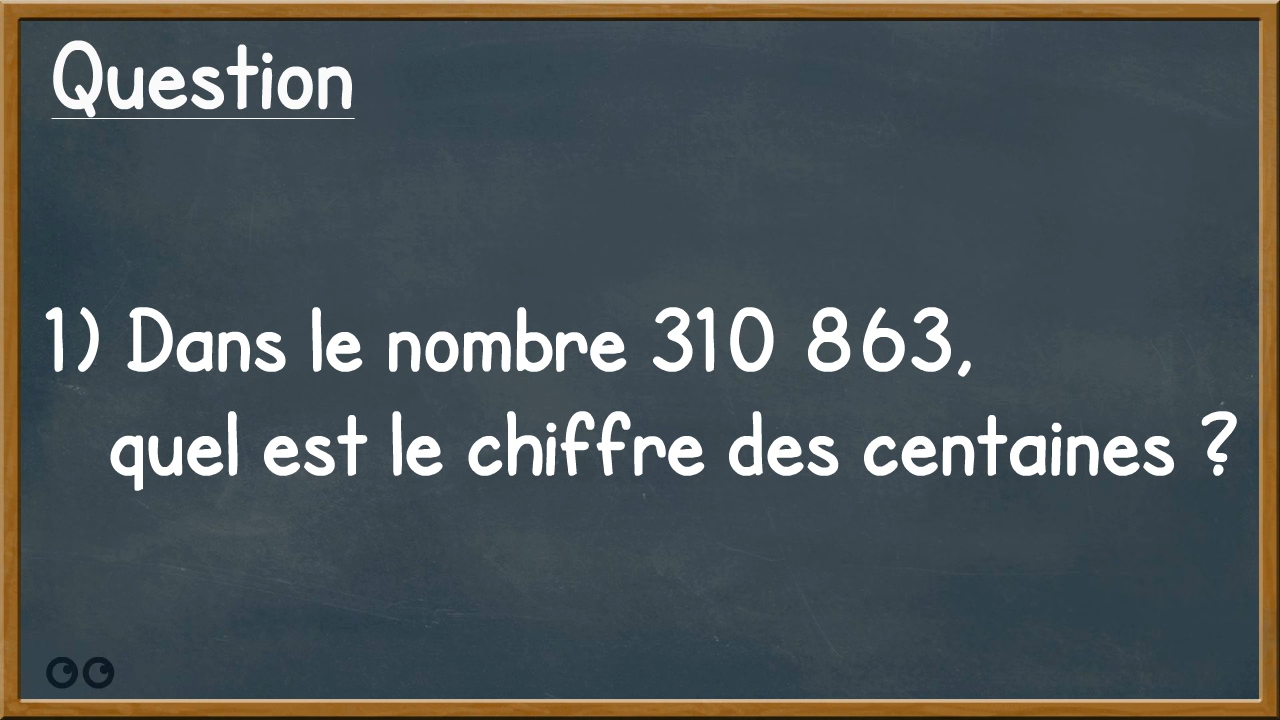 Question
1) Dans le nombre 310 863,
quel est le chiffre des centaines ?